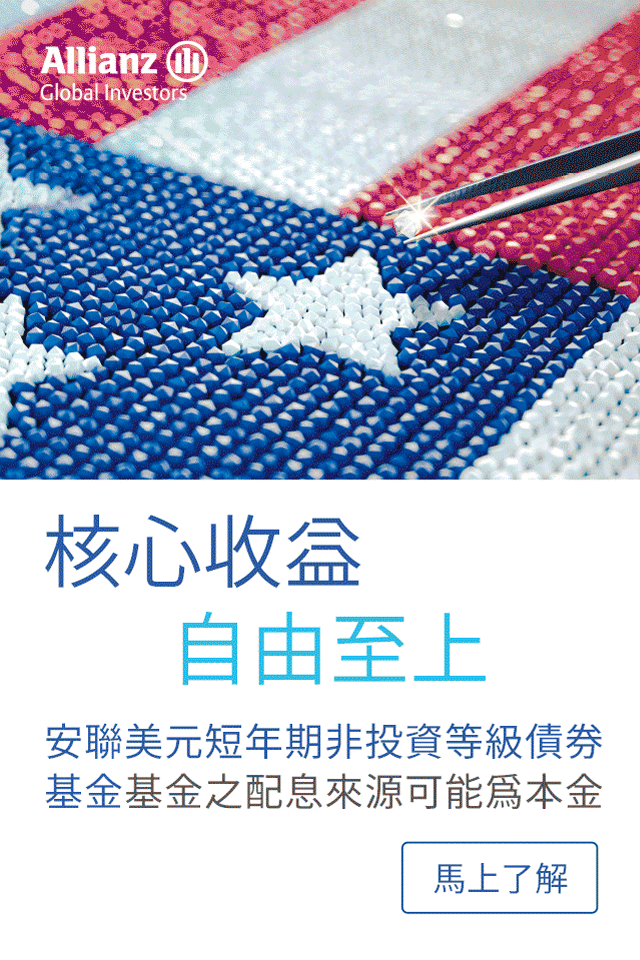 Allianz
Global Investors
核心收益
自由至上
安聯美元短年期非投資等級債券
基金基金之配息來源可能為本金
馬上了解